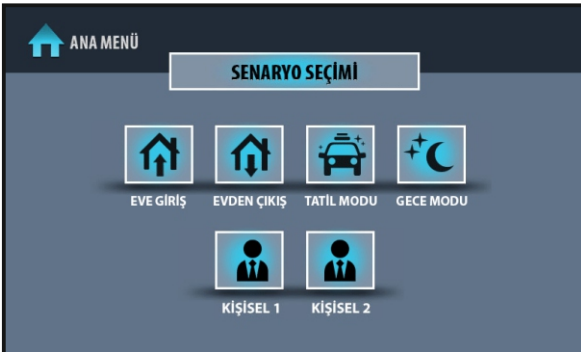 ANA MENÜ
SENARYO SEÇİMİ
EVE GİRİŞ EVDEN ÇIKIŞ TATİL MODU GECE MODU
KİŞİSEL 1 KİŞİSEL 2